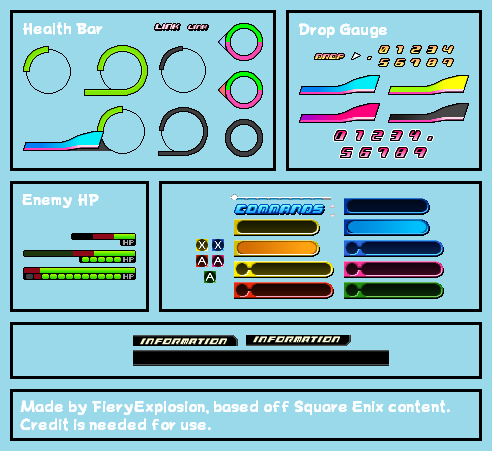 Health Bar
LINK LINK
Drop Gauge
DROP . 0 1 2 3 4
5 6 7 8 9
0 1 2 3 4 .
5 6 7 8 9
Enemy HP
HP
HP
HP
COMMANDS
X X
A A
A
INFORMATION INFORMATION
Made by FieryExplosion, based off Square Enix content.
Credit is needed for use.